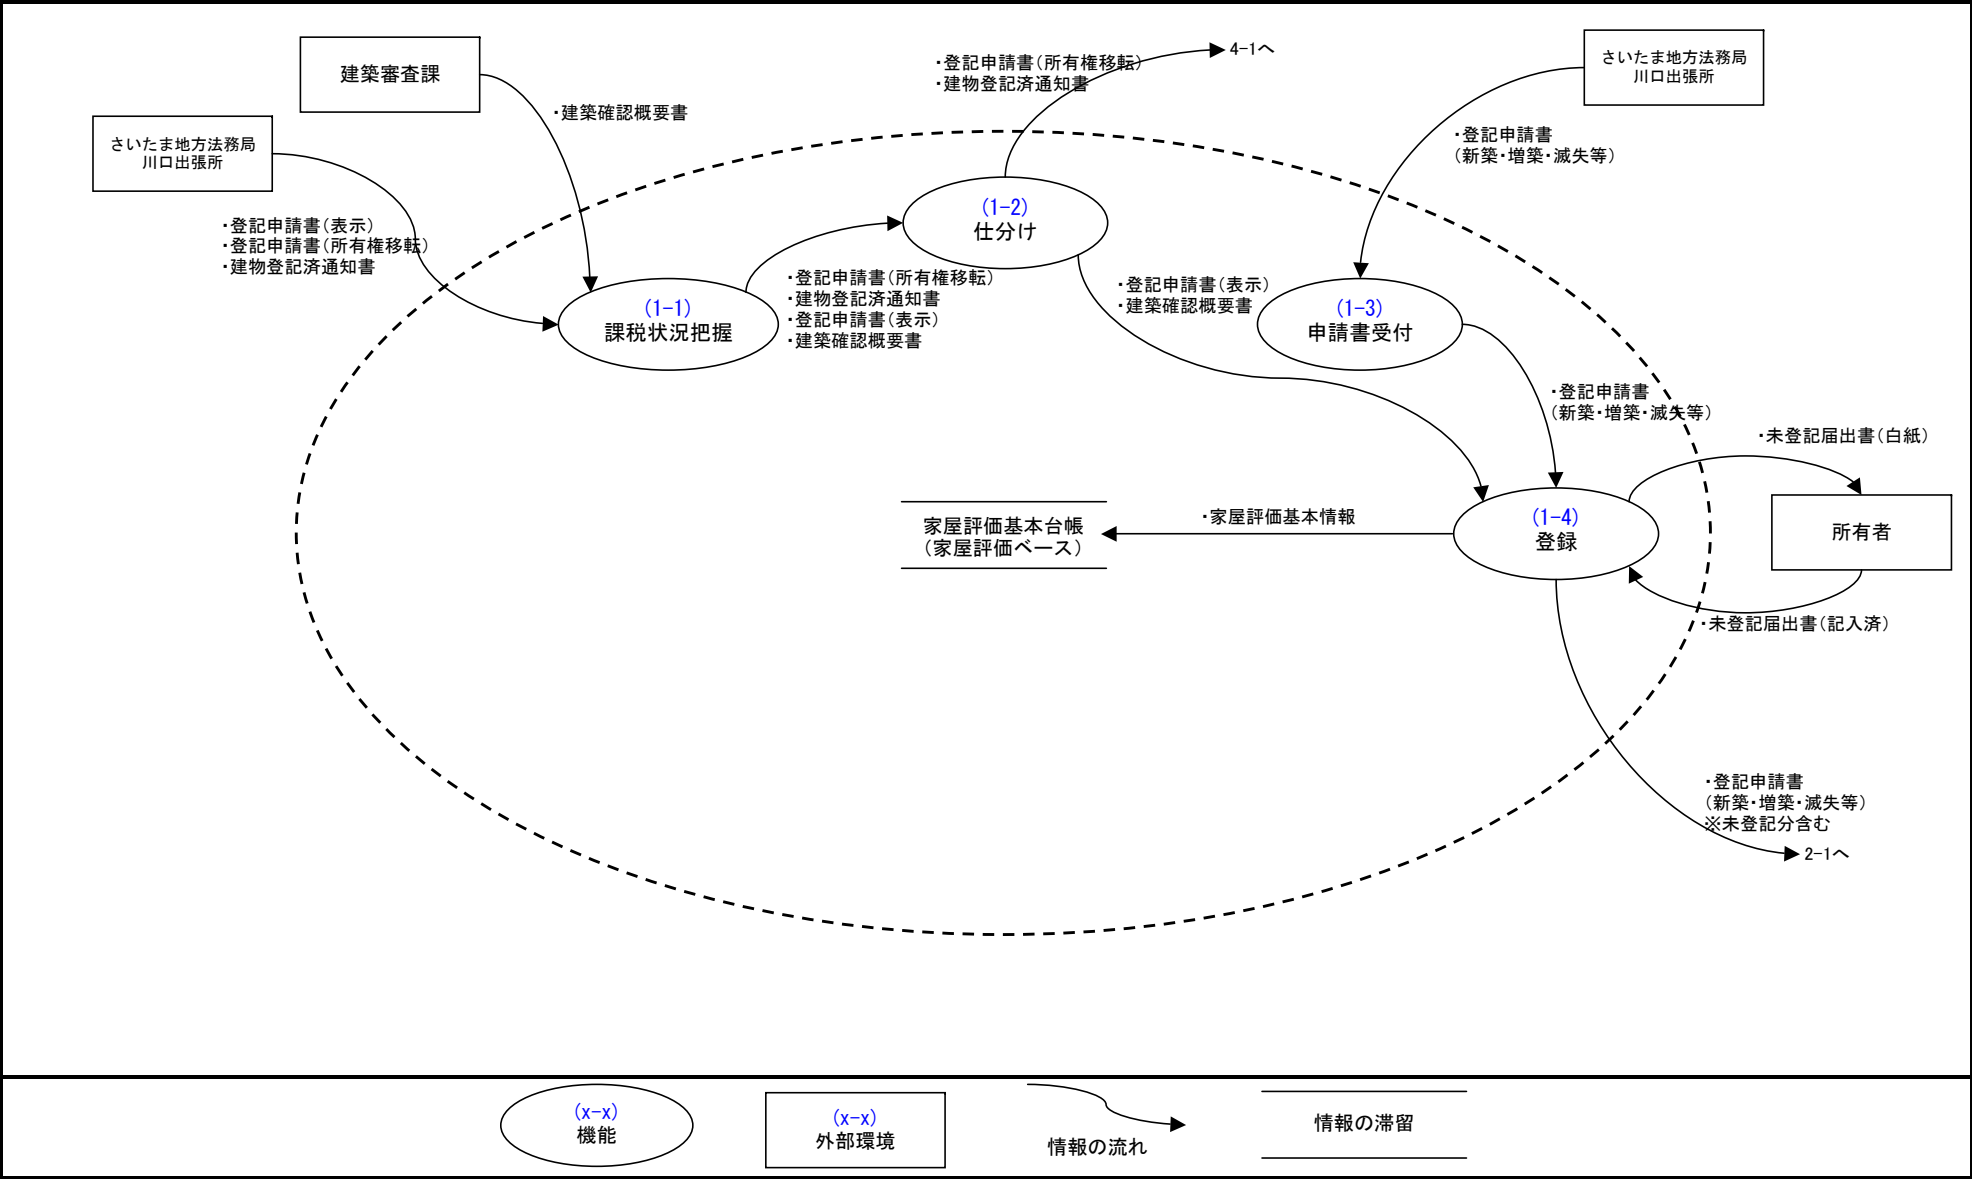 建築審査課
さいたま地方法務局
川口出張所
・建築確認概要書
・登記申請書(表示)
・登記申請書(所有権移転)
・建物登記済通知書
・登記申請書(所有権移転)
・建物登記済通知書
4-1へ
さいたま地方法務局
川口出張所
・登記申請書
(新築・増築・滅失等)
(1-1)
課税状況把握
・登記申請書(所有権移転)
・建物登記済通知書
・登記申請書(表示)
・建築確認概要書
(1-2)
仕分け
・登記申請書(表示)
・建築確認概要書
(1-3)
申請書受付
・登記申請書
(新築・増築・滅失等)
・未登記届出書(白紙)
家屋評価基本台帳
(家屋評価ベース)
・家屋評価基本情報
(1-4)
登録
所有者
・未登記届出書(記入済)
・登記申請書
(新築・増築・滅失等)
※未登記分含む
2-1へ
(x-x)
機能
(x-x)
外部環境
情報の流れ
情報の滞留